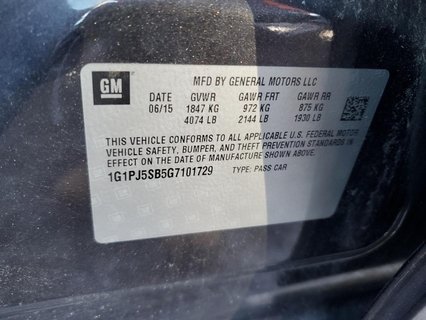 GM
MFD BY GENERAL MOTORS LLC
DATE GVWR GAWR FRT GAWR RR
06/15 1847 KG 972 KG 875 KG
4074 LB 2144 LB 1930 LB
THIS VEHICLE CONFORMS TO ALL APPLICABLE U.S. FEDERAL MOTOR
VEHICLE SAFETY, BUMPER, AND THEFT PREVENTION STANDARDS IN
EFFECT ON THE DATE OF MANUFACTURE SHOWN ABOVE.
1G1PJ5SB5G7101729 TYPE: PASS CAR